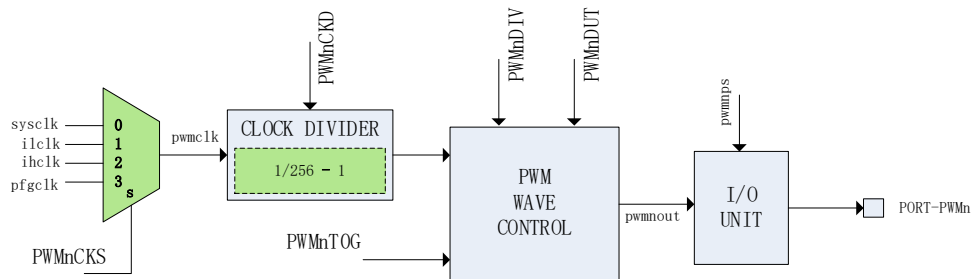 PWMnCKD
PWMnDIV
PWMnDUT
pwmnps
sysclk
ilclk
ihclk
pfgclk
0
1
2
3
s
pwmclk
CLOCK DIVIDER
1/256 - 1
PWM
WAVE
CONTROL
pwmnout
I/O
UNIT
PORT-PWMn
PWMnTOG
PWMnCKS